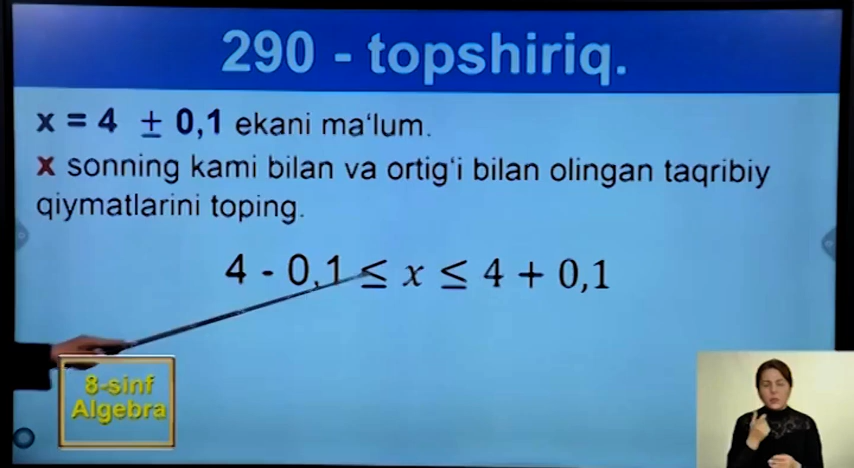 290 - topshiriq.
x = 4 ± 0,1 ekani ma‘lum.
x sonning kami bilan va ortig‘i bilan olingan taqribiy
qiymatlarini toping.
4 - 0,1 ≤ x ≤ 4 + 0,1
8-sinf
Algebra